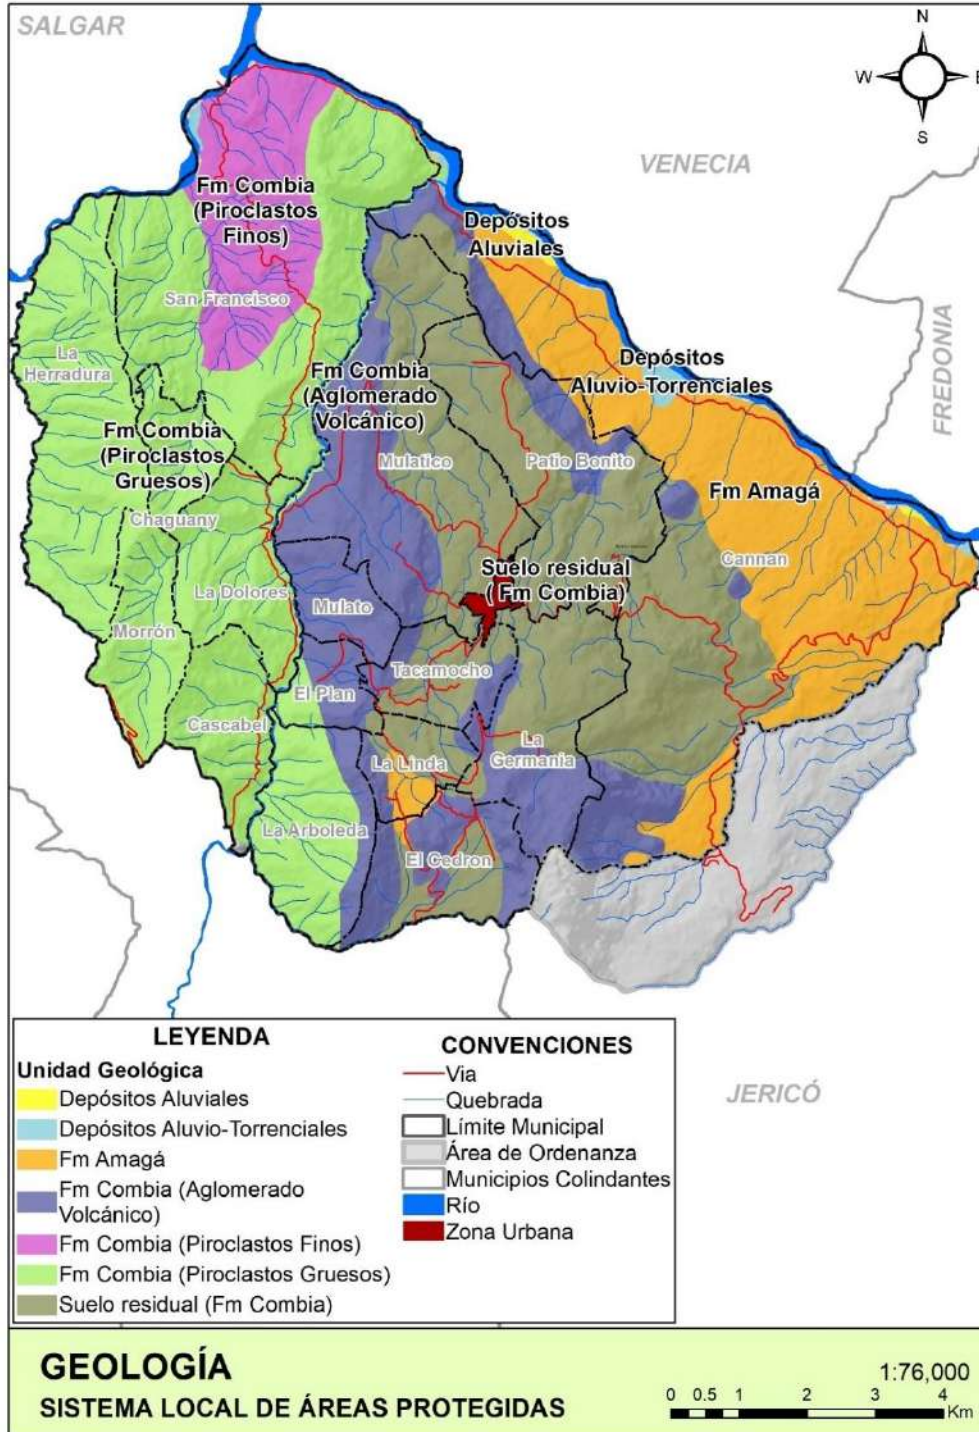 SALGAR
N
W
E
S
VENECIA
FREDONIA
Fm Combia
(Piroclastos
Finos)
Depósitos
Aluviales
San Francisco
La
Herradura
Fm Combia
(Aglomerado
Volcánico)
Depósitos
Aluvio-Torrenciales
Fm Combia
(Piroclastos
Gruesos)
Mulatico
Patio Bonito
Fm Amagá
Chaguany
Cannan
Suelo residual
( Fm Combia)
La Dolores
Mulato
Morrón
Tacamocho
El Plan
Cascabel
La Linda
La
Germania
La Arboleda
El Cedron
JERICÓ
LEYENDA
Unidad Geológica
Depósitos Aluviales
Depósitos Aluvio-Torrenciales
Fm Amagá
Fm Combia (Aglomerado
Volcánico)
Fm Combia (Piroclastos Finos)
Fm Combia (Piroclastos Gruesos)
Suelo residual (Fm Combia)
CONVENCIONES
Via
Quebrada
Límite Municipal
Área de Ordenanza
Municipios Colindantes
Río
Zona Urbana
GEOLOGÍA
SISTEMA LOCAL DE ÁREAS PROTEGIDAS
1:76,000
0 0.5 1 2 3 4
Km